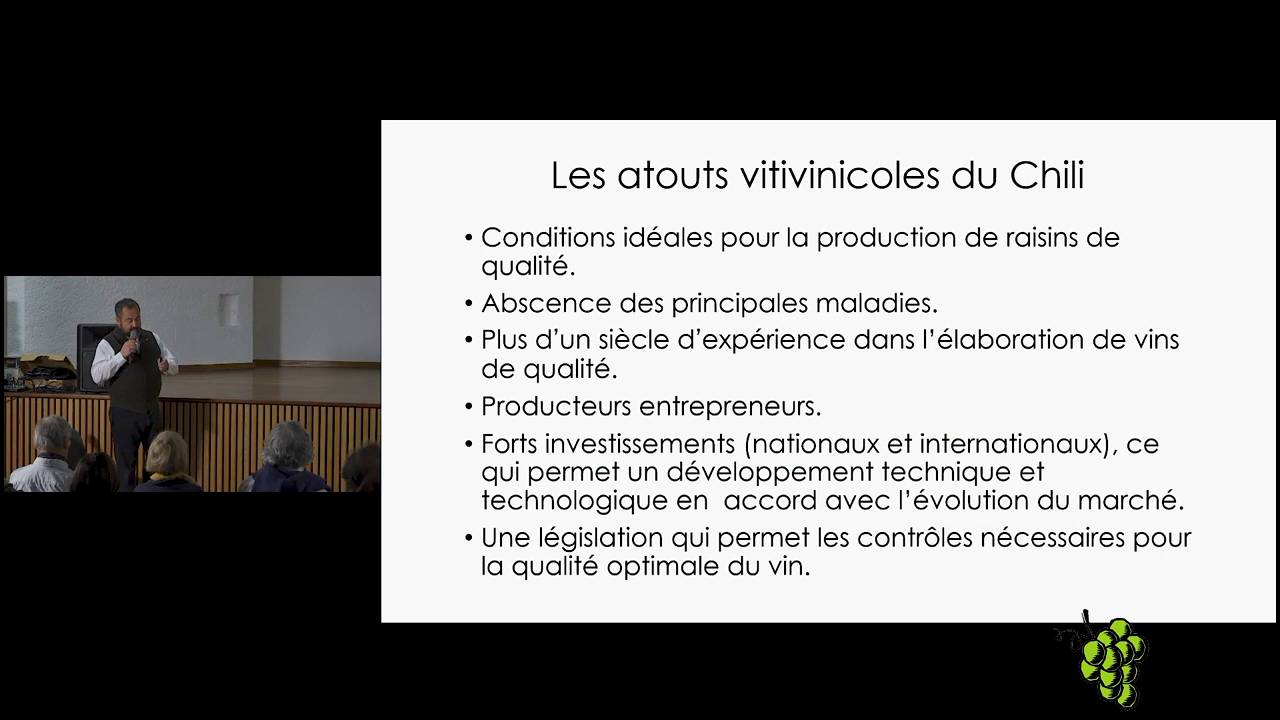 Les atouts vitivinicoles du Chili
• Conditions idéales pour la production de raisins de
qualité.
• Abscence des principales maladies.
• Plus d’un siècle d’expérience dans l’élaboration de vins
de qualité.
• Producteurs entrepreneurs.
• Forts investissements (nationaux et internationaux), ce
qui permet un développement technique et
technologique en  accord avec l’évolution du marché.
• Une législation qui permet les contrôles nécessaires pour
la qualité optimale du vin.